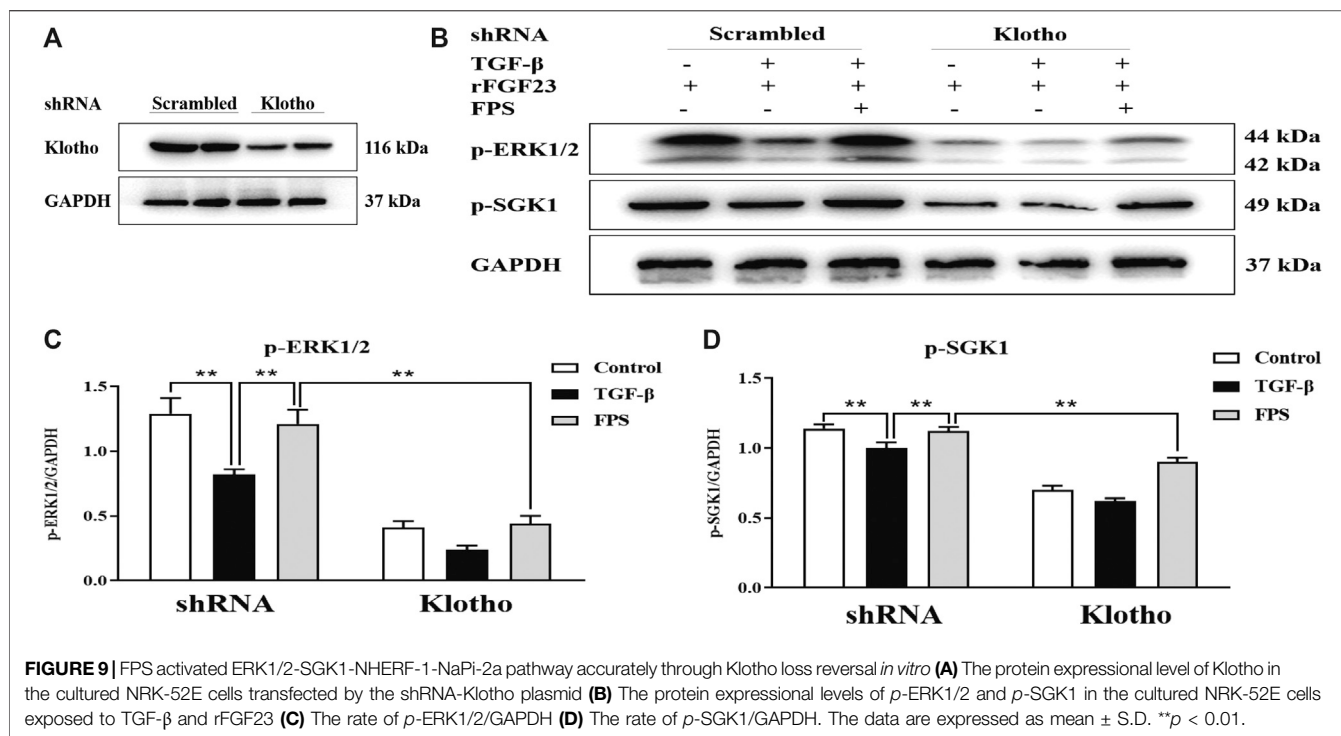 A
shRNA Scrambled Klotho
Klotho 116 kDa
GAPDH 37 kDa
B
shRNA Scrambled Klotho
TGF-β - + + - + +
rFGF23 + + + + + +
FPS - - + - - +
p-ERK1/2 44 kDa
42 kDa
p-SGK1 49 kDa
GAPDH 37 kDa
C
p-ERK1/2
Control
TGF-β
FPS
** ** **
p-ERK1/2/GAPDH
1.5
1.0
0.5
0.0
shRNA Klotho
D
p-SGK1
Control
TGF-β
FPS
** ** **
p-SGK1/GAPDH
1.5
1.0
0.5
0.0
shRNA Klotho
FIGURE 9 | FPS activated ERK1/2-SGK1-NHERF-1-NaPi-2a pathway accurately through Klotho loss reversal in vitro (A) The protein expressional level of Klotho in
the cultured NRK-52E cells transfected by the shRNA-Klotho plasmid (B) The protein expressional levels of p-ERK1/2 and p-SGK1 in the cultured NRK-52E cells
exposed to TGF-β and rFGF23 (C) The rate of p-ERK1/2/GAPDH (D) The rate of p-SGK1/GAPDH. The data are expressed as mean ± S.D. **p < 0.01.